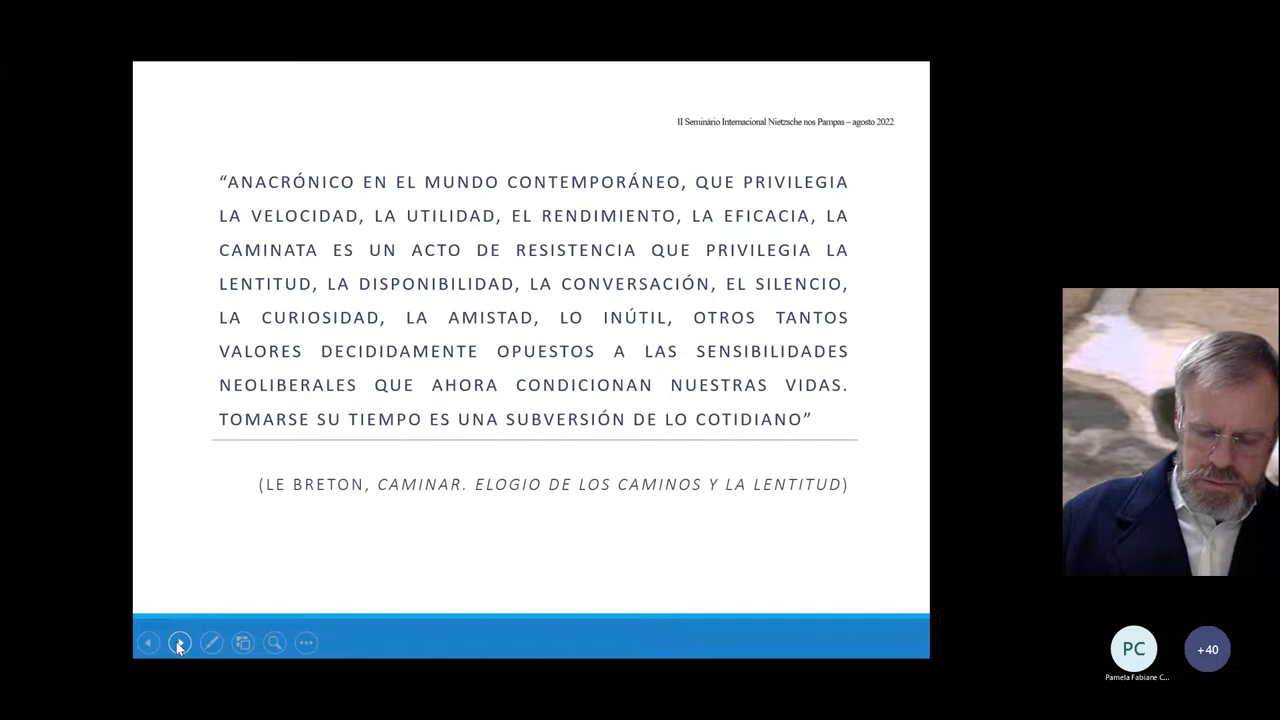 II Seminário Internacional Nietzsche nos Pampas – agosto 2022
“ANACRÓNICO EN EL MUNDO CONTEMPORÁNEO, QUE PRIVILEGIA
LA VELOCIDAD, LA UTILIDAD, EL RENDIMIENTO, LA EFICACIA, LA
CAMINATA ES UN ACTO DE RESISTENCIA QUE PRIVILEGIA LA
LENTITUD, LA DISPONIBILIDAD, LA CONVERSACIÓN, EL SILENCIO,
LA CURIOSIDAD, LA AMISTAD, LO INÚTIL, OTROS TANTOS
VALORES DECIDIDAMENTE OPUESTOS A LAS SENSIBILIDADES
NEOLIBERALES QUE AHORA CONDICIONAN NUESTRAS VIDAS.
TOMARSE SU TIEMPO ES UNA SUBVERSIÓN DE LO COTIDIANO”
(LE BRETON, CAMINAR. ELOGIO DE LOS CAMINOS Y LA LENTITUD)
PC
+40
Pamela Fabiane C...